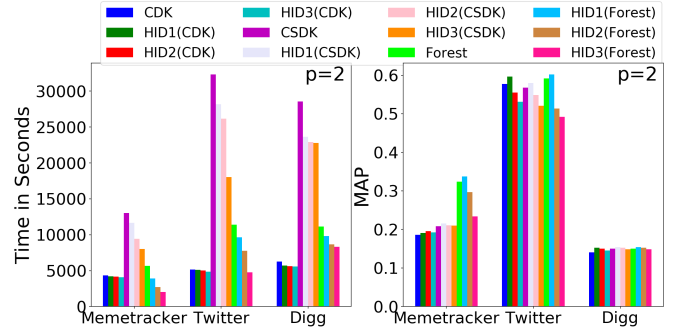 CDK HID3(CDK) HID2(CSDK) HID1(Forest)
HID1(CDK) CSDK HID3(CSDK) HID2(Forest)
HID2(CDK) HID1(CSDK) Forest HID3(Forest)
p=2
Time in Seconds
30000
25000
20000
15000
10000
5000
0
Memetracker Twitter Digg
p=2
MAP
0.6
0.5
0.4
0.3
0.2
0.1
0.0
Memetracker Twitter Digg